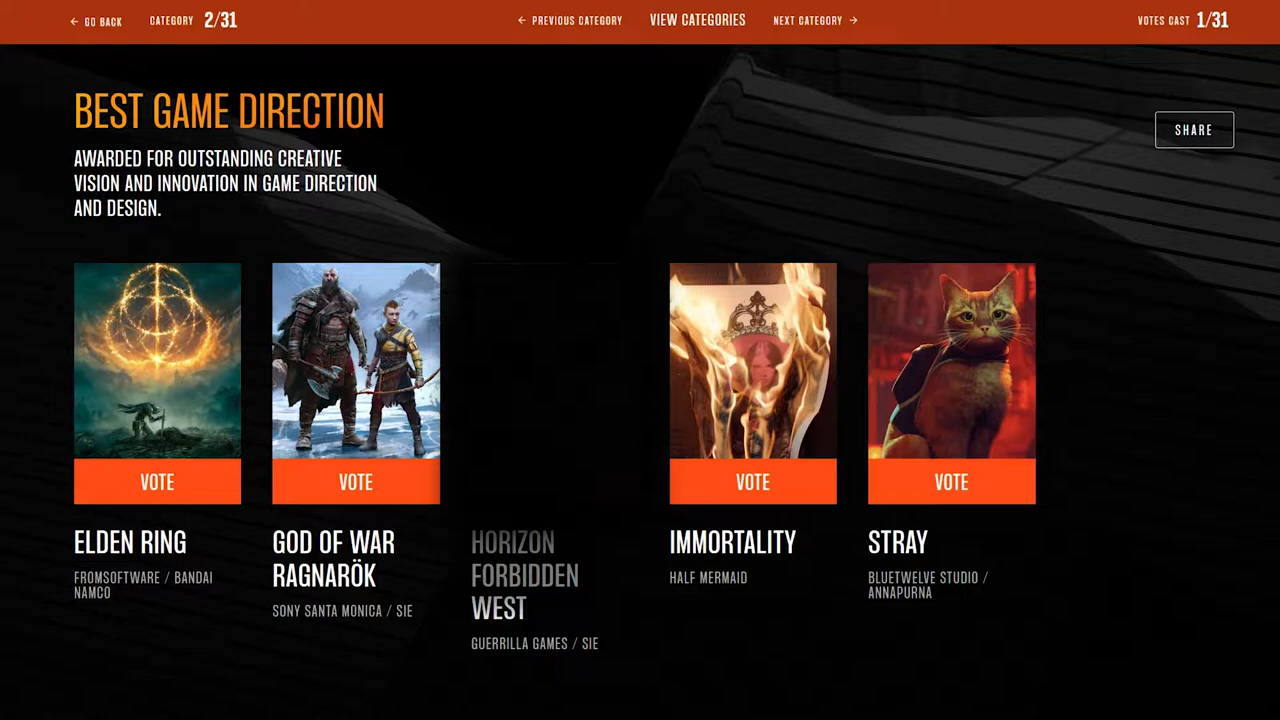 ← GO BACK
CATEGORY 2/31
← PREVIOUS CATEGORY
VIEW CATEGORIES
NEXT CATEGORY →
VOTES CAST 1/31
BEST GAME DIRECTION
AWARDED FOR OUTSTANDING CREATIVE
VISION AND INNOVATION IN GAME DIRECTION
AND DESIGN.
SHARE
VOTE
ELDEN RING
FROMSOFTWARE / BANDAI
NAMCO
VOTE
GOD OF WAR
RAGNARÖK
SONY SANTA MONICA / SIE
HORIZON
FORBIDDEN
WEST
GUERRILLA GAMES / SIE
VOTE
IMMORTALITY
HALF MERMAID
VOTE
STRAY
BLUETWELVE STUDIO /
ANNAPURNA